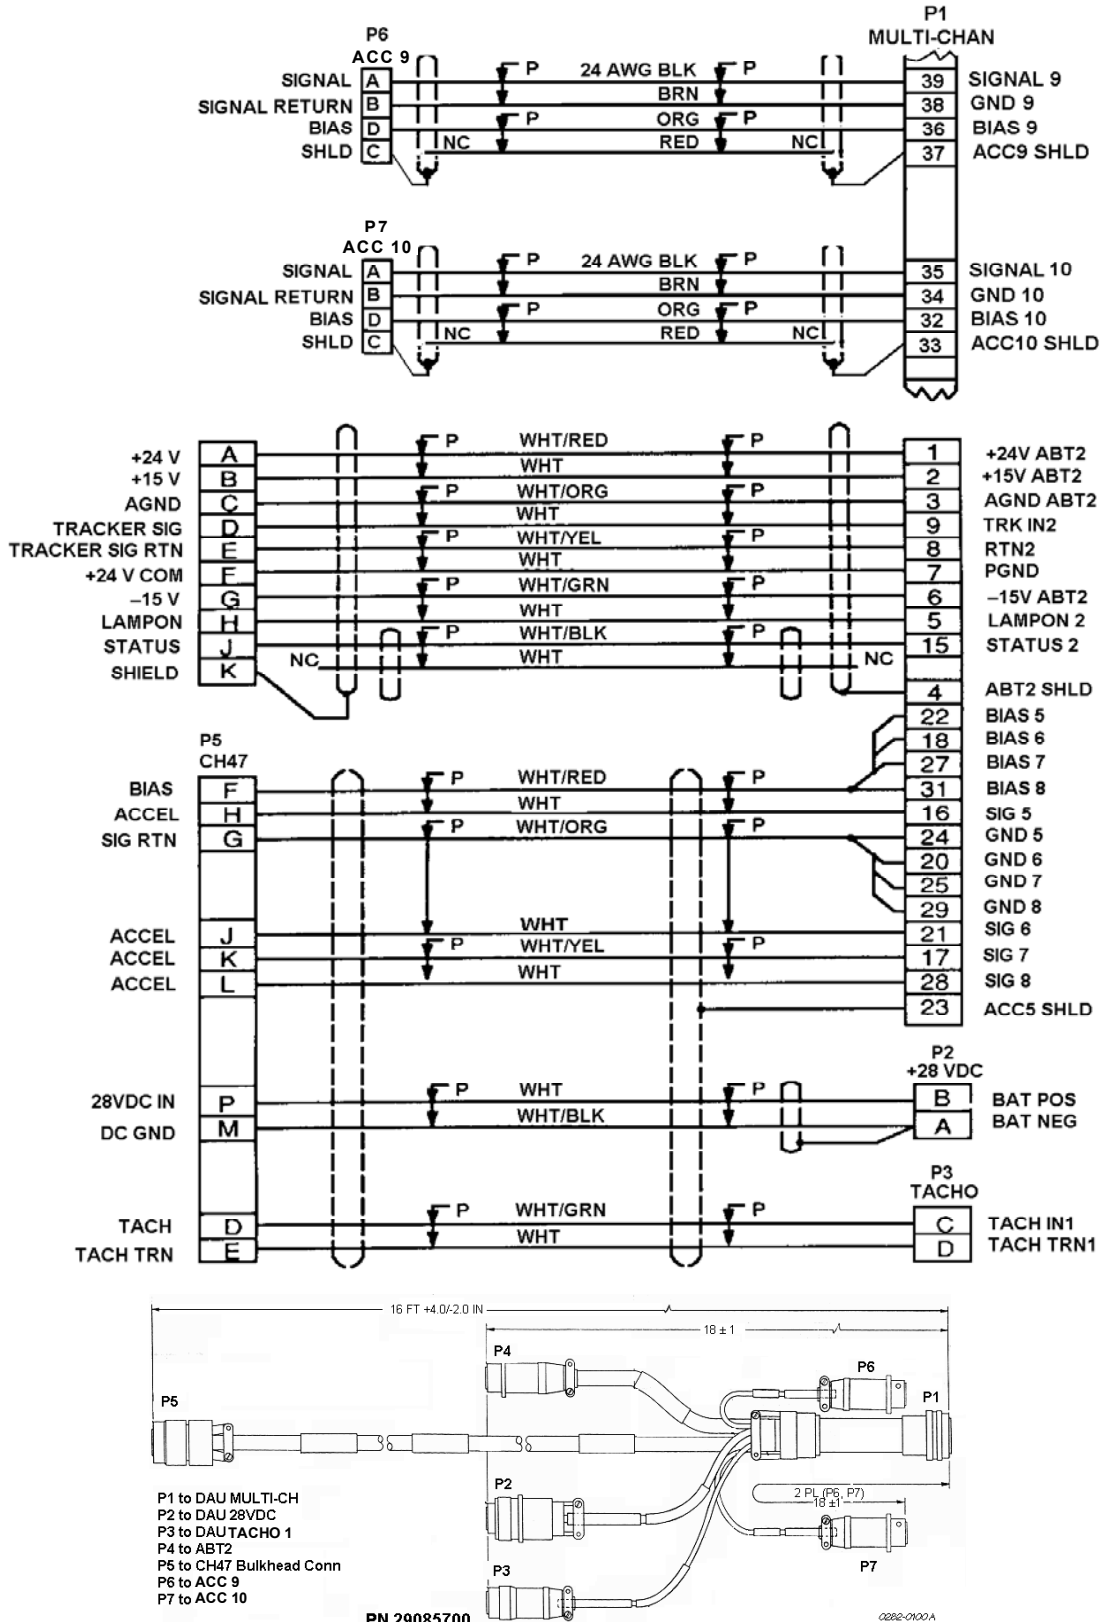 P1
MULTI-CHAN
P6
ACC 9
SIGNAL A P 24 AWG BLK P 39 SIGNAL 9
SIGNAL RETURN B BRN 38 GND 9
BIAS D P ORG P 36 BIAS 9
SHLD C NC RED NC 37 ACC9 SHLD
P7
ACC 10
SIGNAL A P 24 AWG BLK P 35 SIGNAL 10
SIGNAL RETURN B BRN 34 GND 10
BIAS D P ORG P 32 BIAS 10
SHLD C NC RED NC 33 ACC10 SHLD
+24 V A P WHT/RED P 1 +24V ABT2
+15 V B WHT 2 +15V ABT2
AGND C P WHT/ORG P 3 AGND ABT2
TRACKER SIG D WHT 9 TRK IN2
TRACKER SIG RTN E P WHT/YEL P 8 RTN2
+24 V COM F WHT 7 PGND
–15 V G P WHT/GRN P 6 –15V ABT2
LAMPON H WHT 5 LAMPON 2
STATUS J P WHT/BLK P 15 STATUS 2
SHIELD K NC WHT NC
4 ABT2 SHLD
22 BIAS 5
18 BIAS 6
27 BIAS 7
P5
CH47
BIAS F P WHT/RED P 31 BIAS 8
ACCEL H WHT 16 SIG 5
SIG RTN G P WHT/ORG P 24 GND 5
20 GND 6
25 GND 7
29 GND 8
ACCEL J WHT 21 SIG 6
ACCEL K P WHT/YEL P 17 SIG 7
ACCEL L WHT 28 SIG 8
23 ACC5 SHLD
P2
+28 VDC
28VDC IN P P WHT P B BAT POS
DC GND M WHT/BLK A BAT NEG
P3
TACHO
TACH D P WHT/GRN P C TACH IN1
TACH TRN E WHT D TACH TRN1
16 FT +4.0/-2.0 IN
18 ± 1
P4
P6
P5
P1
P2
2 PL (P6, P7)
18 ±1
P3
P7
P1 to DAU MULTI-CH
P2 to DAU 28VDC
P3 to DAU TACHO 1
P4 to ABT2
P5 to CH47 Bulkhead Conn
P6 to ACC 9
P7 to ACC 10
PN 29085700
0282-0100A